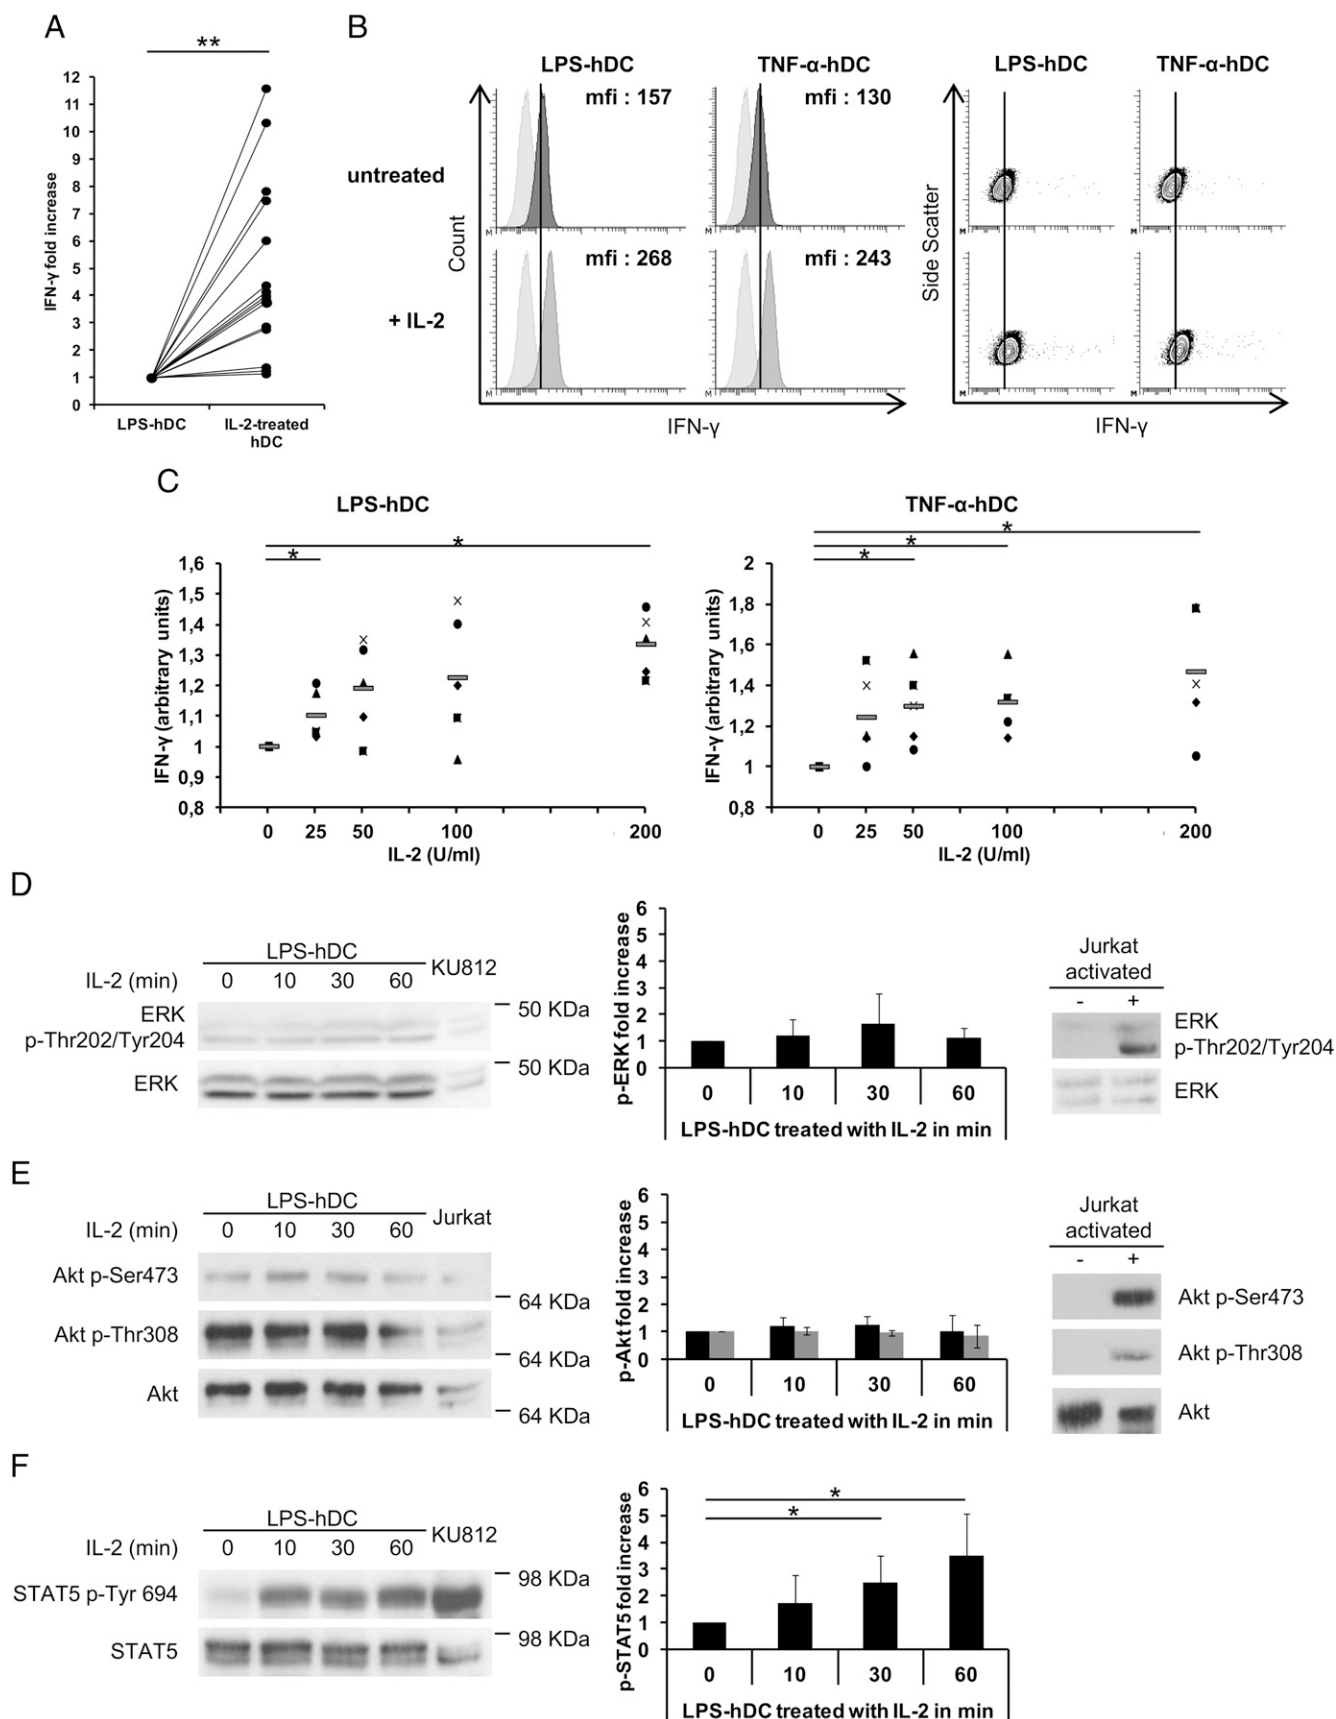 A
**
12
11
10
9
8
7
6
5
4
3
2
1
0
IFN-γ fold increase
LPS-hDC
IL-2-treated
hDC
B
LPS-hDC
TNF-α-hDC
LPS-hDC
TNF-α-hDC
mfi : 157
mfi : 130
untreated
mfi : 268
mfi : 243
+ IL-2
Count
Side Scatter
IFN-γ
IFN-γ
C
LPS-hDC
*
*
1,6
1,5
1,4
1,3
1,2
1,1
1
0,9
0,8
IFN-γ (arbitrary units)
0 25 50 100 200
IL-2 (U/ml)
TNF-α-hDC
*
*
*
2
1,8
1,6
1,4
1,2
1
0,8
IFN-γ (arbitrary units)
0 25 50 100 200
IL-2 (U/ml)
D
LPS-hDC
KU812
IL-2 (min) 0 10 30 60
ERK
p-Thr202/Tyr204
50 KDa
ERK
50 KDa
6
5
4
3
2
1
0
p-ERK fold increase
0 10 30 60
LPS-hDC treated with IL-2 in min
Jurkat
activated
- +
ERK
p-Thr202/Tyr204
ERK
E
LPS-hDC
Jurkat
IL-2 (min) 0 10 30 60
Akt p-Ser473
64 KDa
Akt p-Thr308
64 KDa
Akt
64 KDa
6
5
4
3
2
1
0
p-Akt fold increase
0 10 30 60
LPS-hDC treated with IL-2 in min
Jurkat
activated
- +
Akt p-Ser473
Akt p-Thr308
Akt
F
LPS-hDC
KU812
IL-2 (min) 0 10 30 60
STAT5 p-Tyr 694
98 KDa
STAT5
98 KDa
*
*
6
5
4
3
2
1
0
p-STAT5 fold increase
0 10 30 60
LPS-hDC treated with IL-2 in min